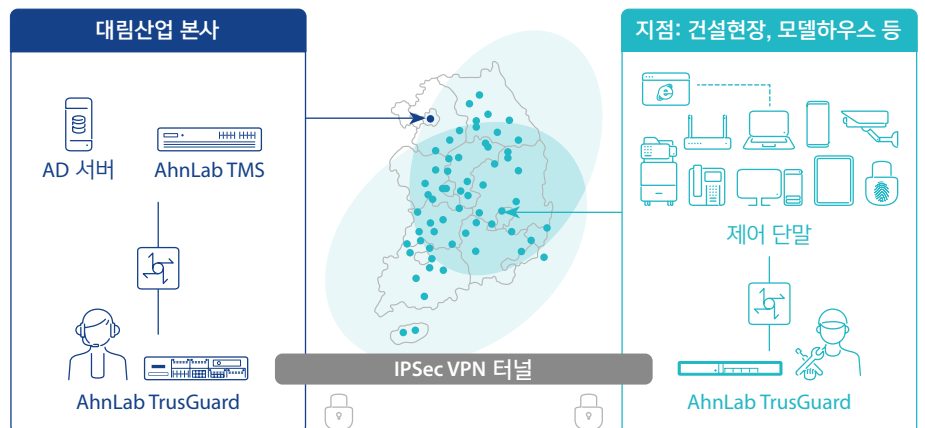 대림산업 본사
AD 서버
AhnLab TMS
AhnLab TrusGuard
IPSec VPN 터널
지점: 건설현장, 모델하우스 등
제어 단말
AhnLab TrusGuard